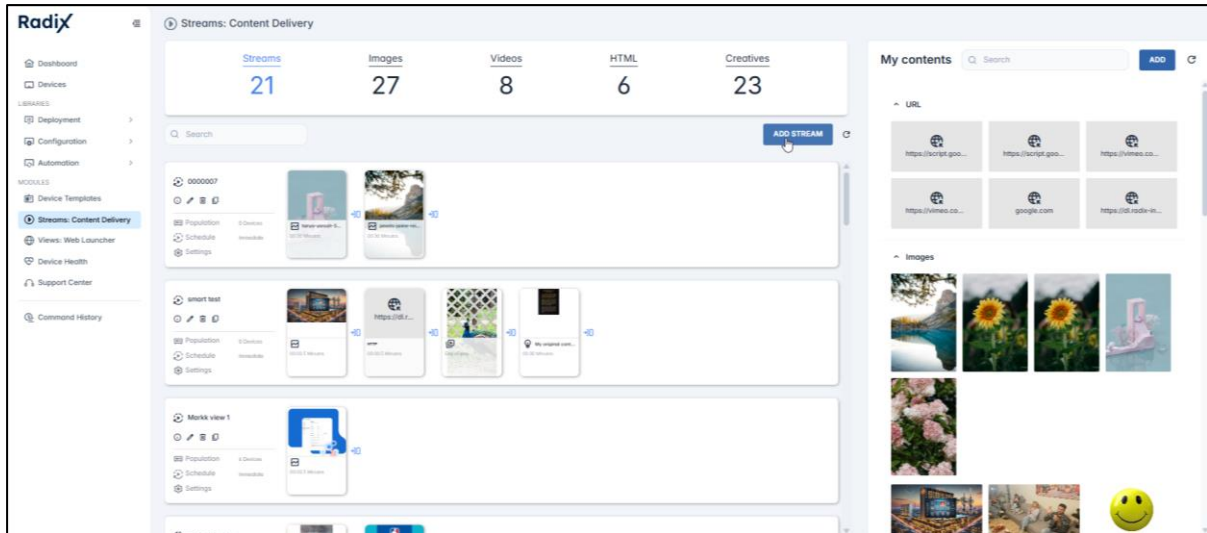 Radix
Dashboard
Devices
LIBRARIES
Deployment
Configuration
Automation
MODULES
Device Templates
Streams: Content Delivery
Views: Web Launcher
Device Health
Support Center
Command History
Streams: Content Delivery
Streams
21
Images
27
Videos
8
HTML
6
Creatives
23
Search
ADD STREAM
0000007
Population 0 Devices
Schedule Immediate
Settings
smart test
Population 0 Devices
Schedule Immediate
Settings
https://dl.r...
My original cont...
Markk view 1
Population
Schedule Immediate
Settings
My contents
Search
ADD
URL
https://script.goo...
https://script.goo...
https://vimeo.co...
https://vimeo.co...
google.com
https://dl.radix-in...
Images